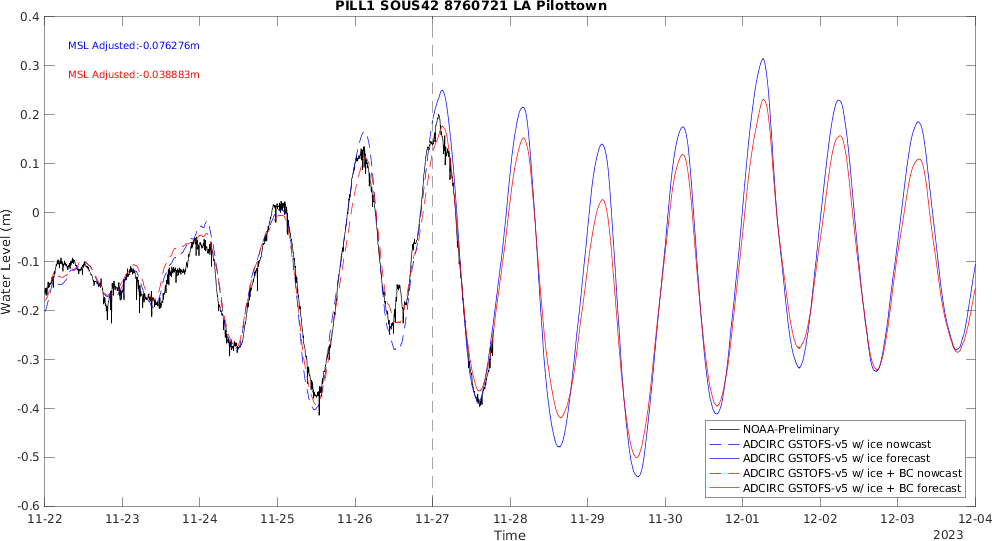 PILL1 SOUS42 8760721 LA Pilottown
MSL Adjusted:-0.076276m
MSL Adjusted:-0.038883m
Water Level (m)
0.4
0.3
0.2
0.1
0
-0.1
-0.2
-0.3
-0.4
-0.5
-0.6
NOAA-Preliminary
ADCIRC GSTOFS-v5 w/ ice nowcast
ADCIRC GSTOFS-v5 w/ ice forecast
ADCIRC GSTOFS-v5 w/ ice + BC nowcast
ADCIRC GSTOFS-v5 w/ ice + BC forecast
11-22 11-23 11-24 11-25 11-26 11-27 11-28 11-29 11-30 12-01 12-02 12-03 12-04
Time
2023